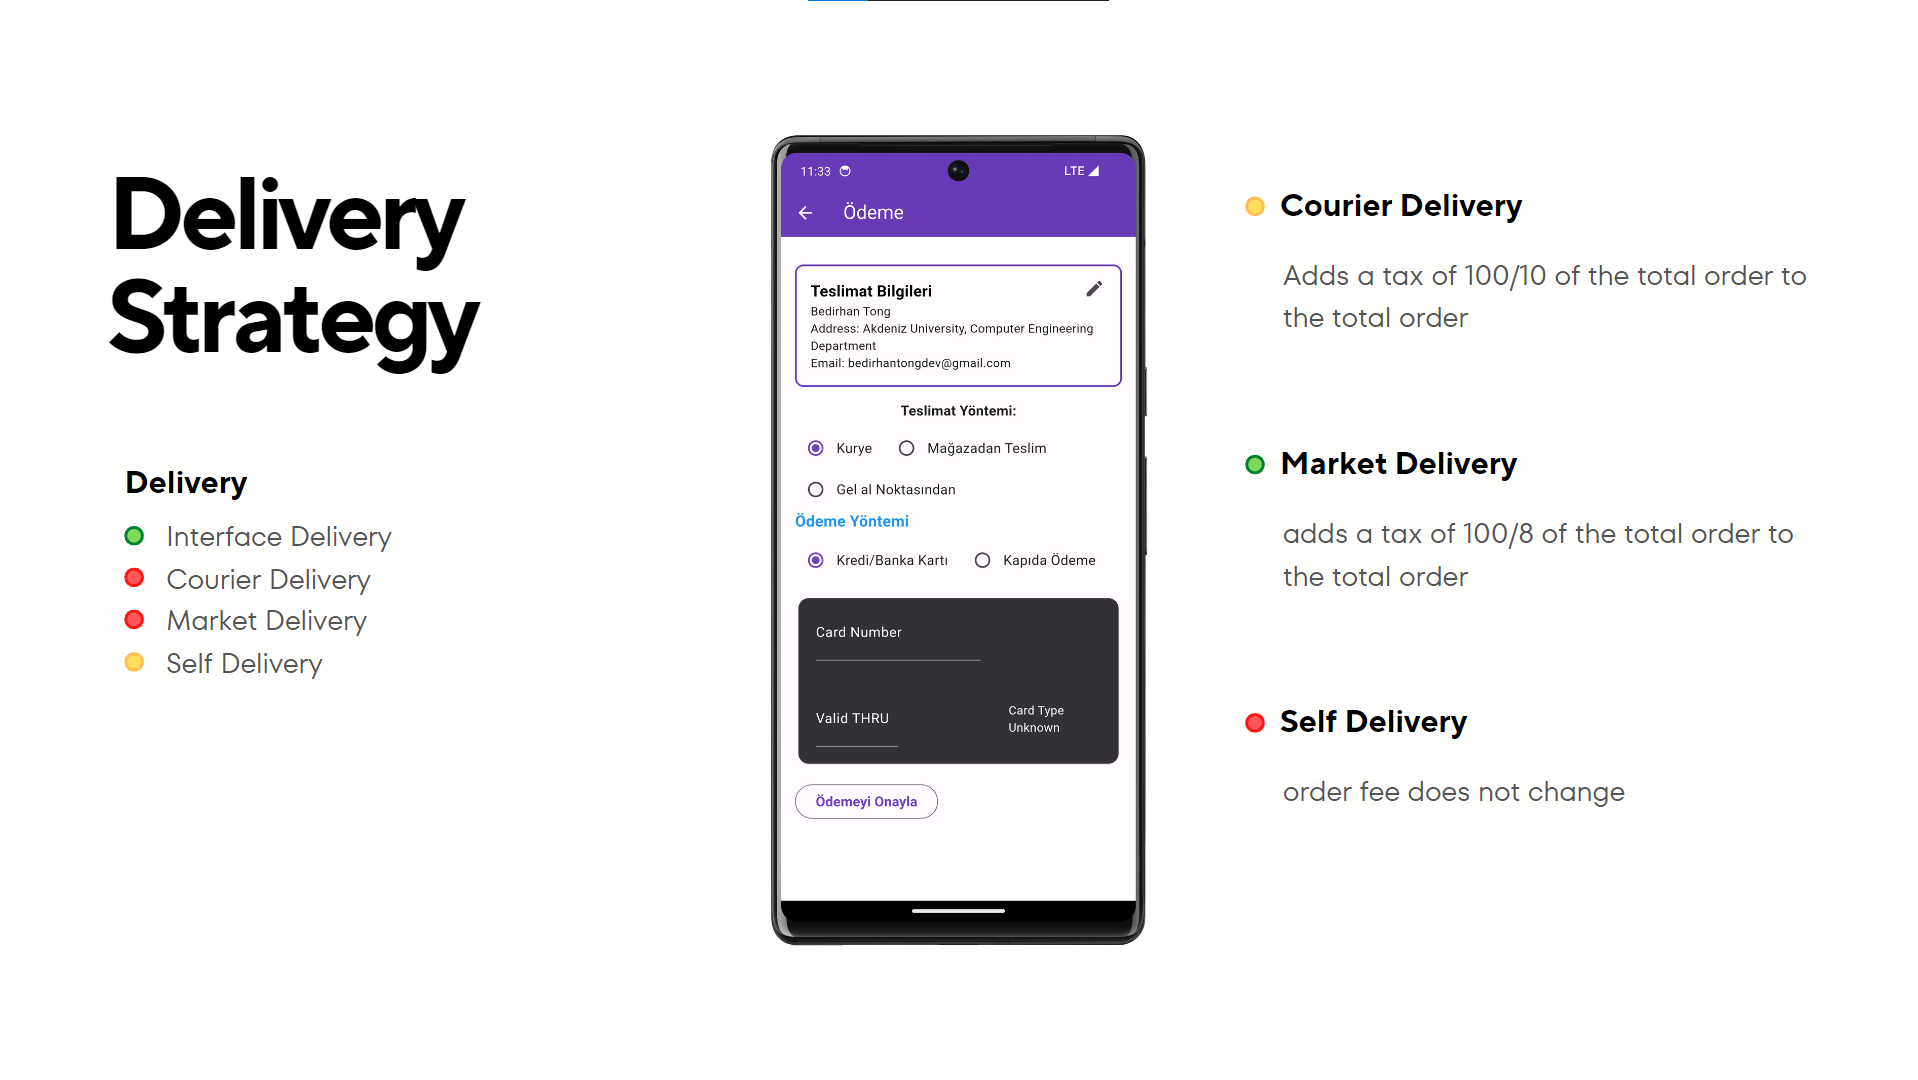 Delivery
Strategy
Delivery
Interface Delivery
Courier Delivery
Market Delivery
Self Delivery
11:33
LTE
Ödeme
Teslimat Bilgileri
Bedirhan Tong
Address: Akdeniz University, Computer Engineering
Department
Email: bedirhantongdev@gmail.com
Teslimat Yöntemi:
Kurye Mağazadan Teslim
Gel al Noktasından
Ödeme Yöntemi
Kredi/Banka Kartı Kapıda Ödeme
Card Number
Valid THRU
Card Type
Unknown
Ödemeyi Onayla
Courier Delivery
Adds a tax of 100/10 of the total order to
the total order
Market Delivery
adds a tax of 100/8 of the total order to
the total order
Self Delivery
order fee does not change